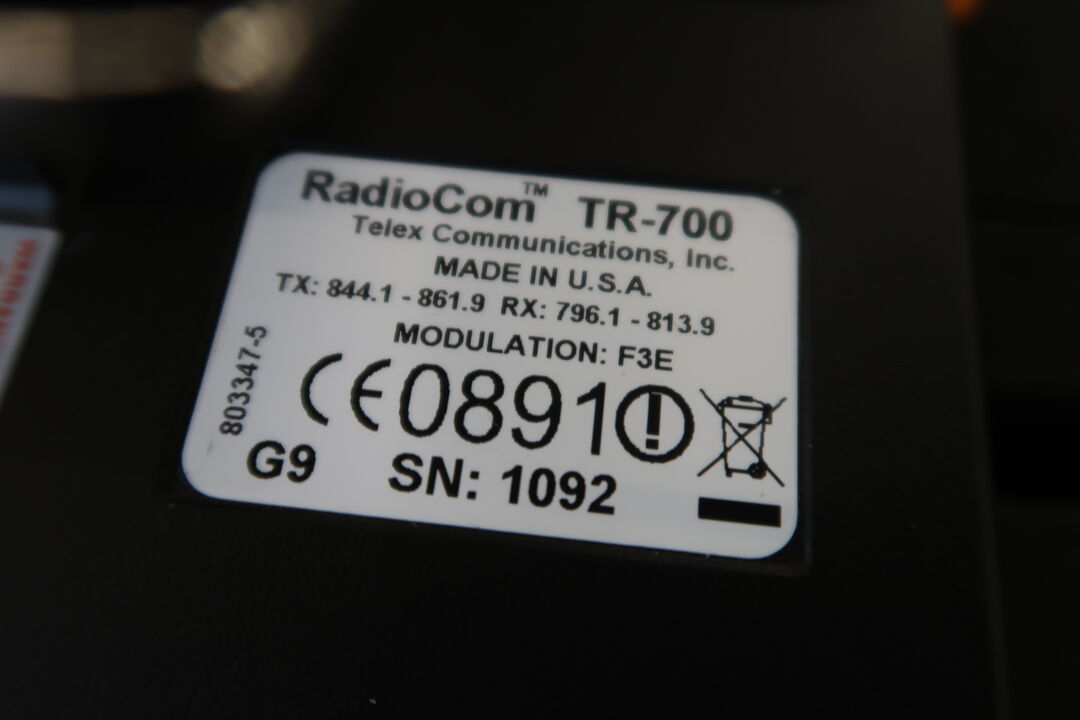 RadioCom™ TR-700
Telex Communications, Inc.
MADE IN U.S.A.
TX: 844.1 - 861.9 RX: 796.1 - 813.9
MODULATION: F3E
803347-5
CE0891
G9 SN: 1092